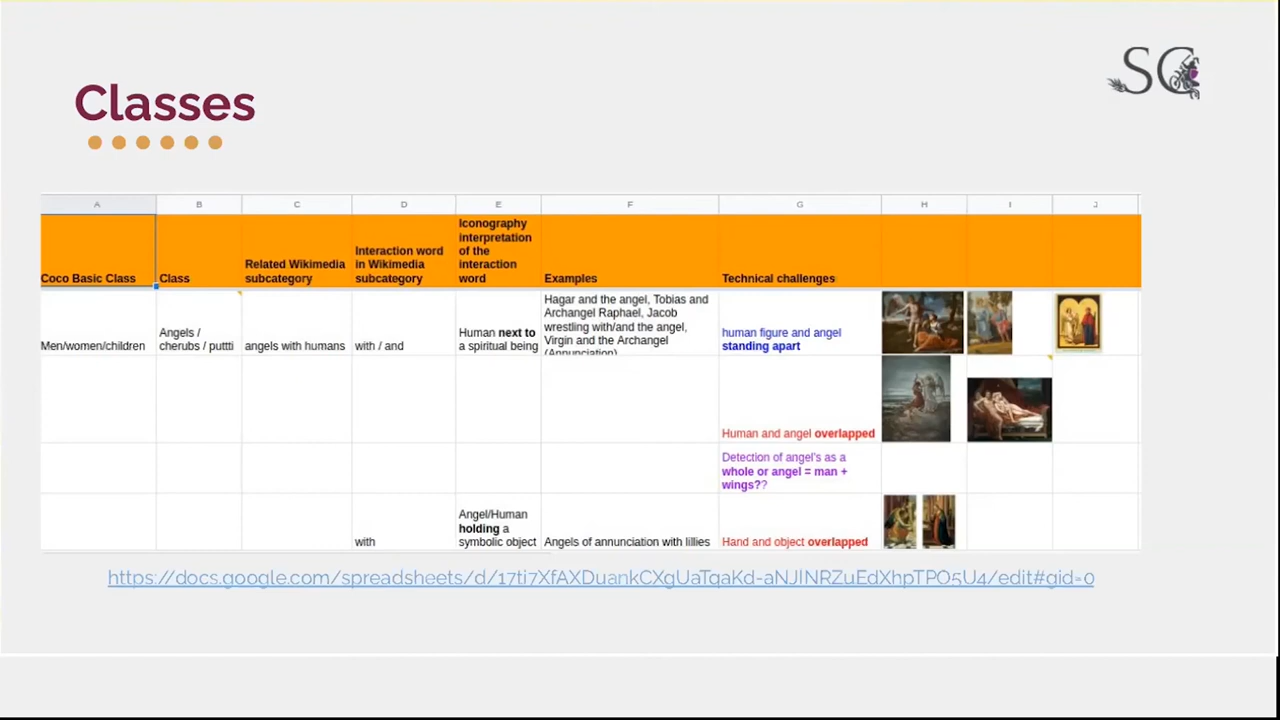 SC
Classes
A B C D E F G H I J
Coco Basic Class
Class
Related Wikimedia
subcategory
Interaction word
in Wikimedia
subcategory
Iconography
interpretation
of the
interaction
word
Examples
Technical challenges
Men/women/children
Angels /
cherubs / puttti
angels with humans
with / and
Human next to
a spiritual being
Hagar and the angel, Tobias and
Archangel Raphael, Jacob
wrestling with/and the angel,
Virgin and the Archangel
(Annunciation)
human figure and angel
standing apart
Human and angel overlapped
Detection of angel's as a
whole or angel = man +
wings??
with
Angel/Human
holding a
symbolic object
Angels of annunciation with lillies
Hand and object overlapped
https://docs.google.com/spreadsheets/d/17ti7XfAXDuankCXgUaTqaKd-aNJlNRZuEdXhpTPO5U4/edit#gid=0